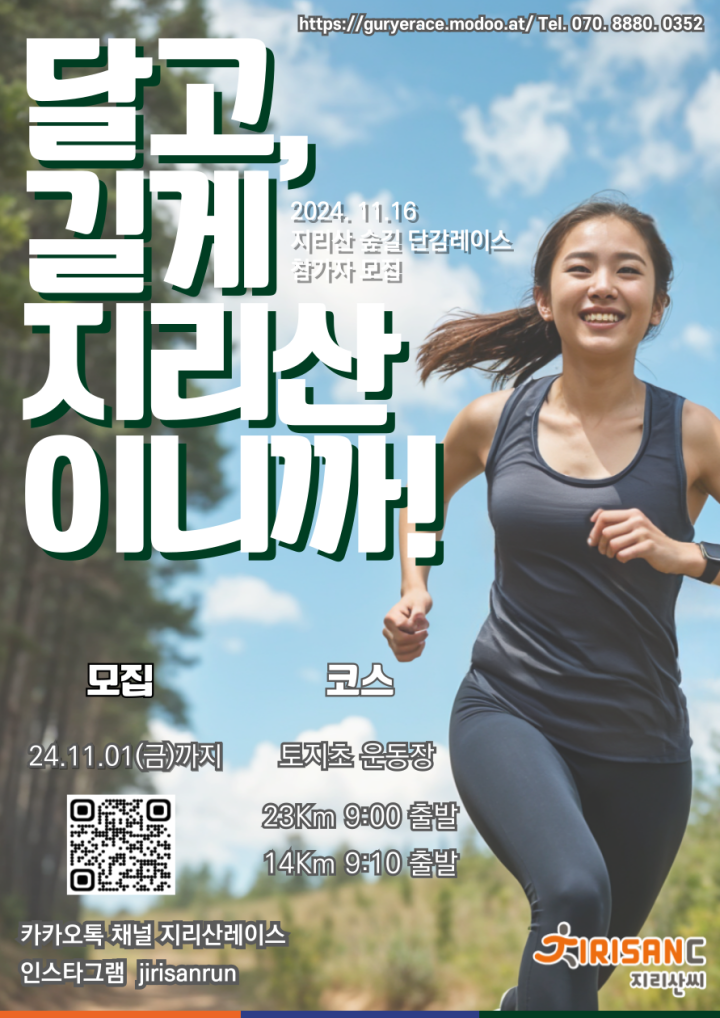 https://guryerace.modoo.at/ Tel. 070. 8880. 0352
달고,
길게
지리산
이니까!
2024. 11.16
지리산 숲길 단감레이스
참가자 모집
모집
24.11.01(금)까지
코스
토지초 운동장
23Km 9:00 출발
14Km 9:10 출발
카카오톡 채널 지리산레이스
인스타그램 jirisanrun
JIRISANC
지리산씨